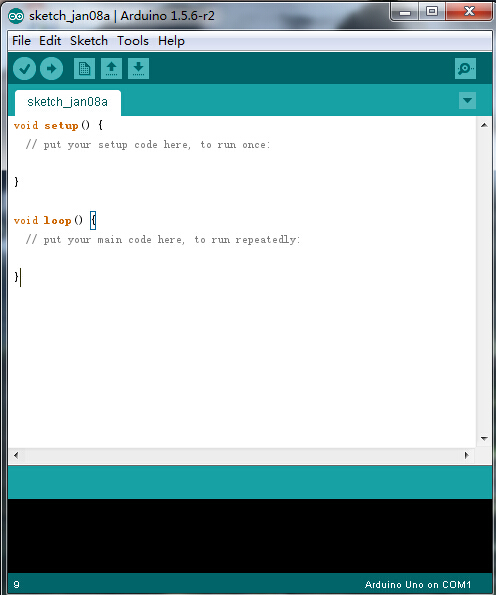 sketch_jan08a | Arduino 1.5.6-r2
File Edit Sketch Tools Help
sketch_jan08a
void setup() {
// put your setup code here, to run once:
}
void loop() {
// put your main code here, to run repeatedly:
}
9 Arduino Uno on COM1